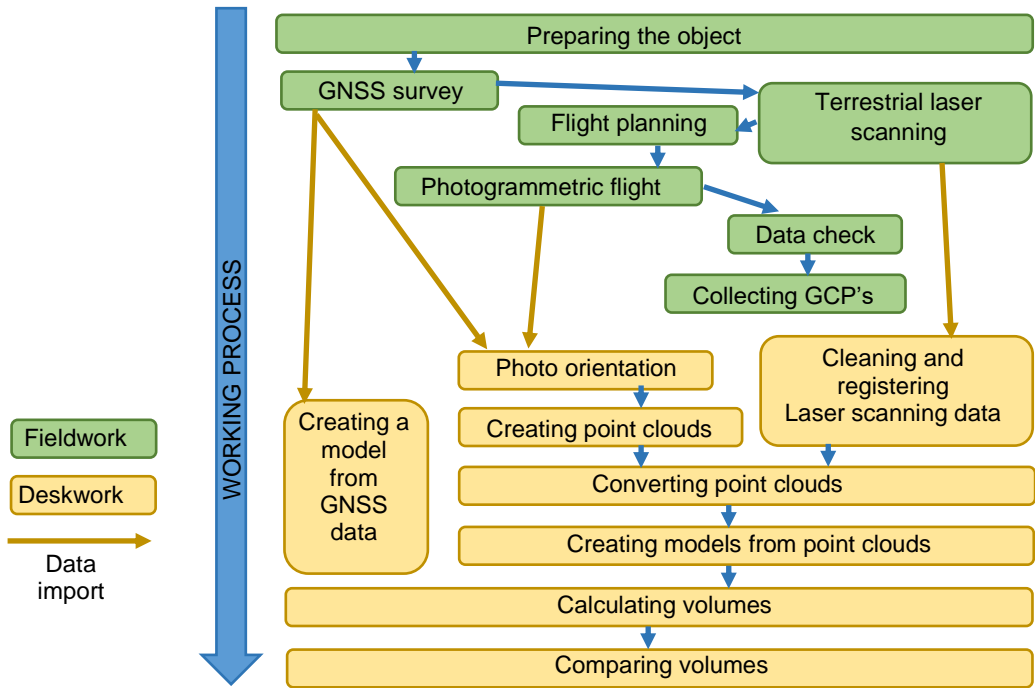 Preparing the object
GNSS survey
Terrestrial laser
scanning
Flight planning
Photogrammetric flight
Data check
Collecting GCP's
Photo orientation
Cleaning and
registering
Laser scanning data
Creating a
model
from
GNSS
data
Creating point clouds
Converting point clouds
Creating models from point clouds
Calculating volumes
Comparing volumes
WORKING PROCESS
Fieldwork
Deskwork
Data
import